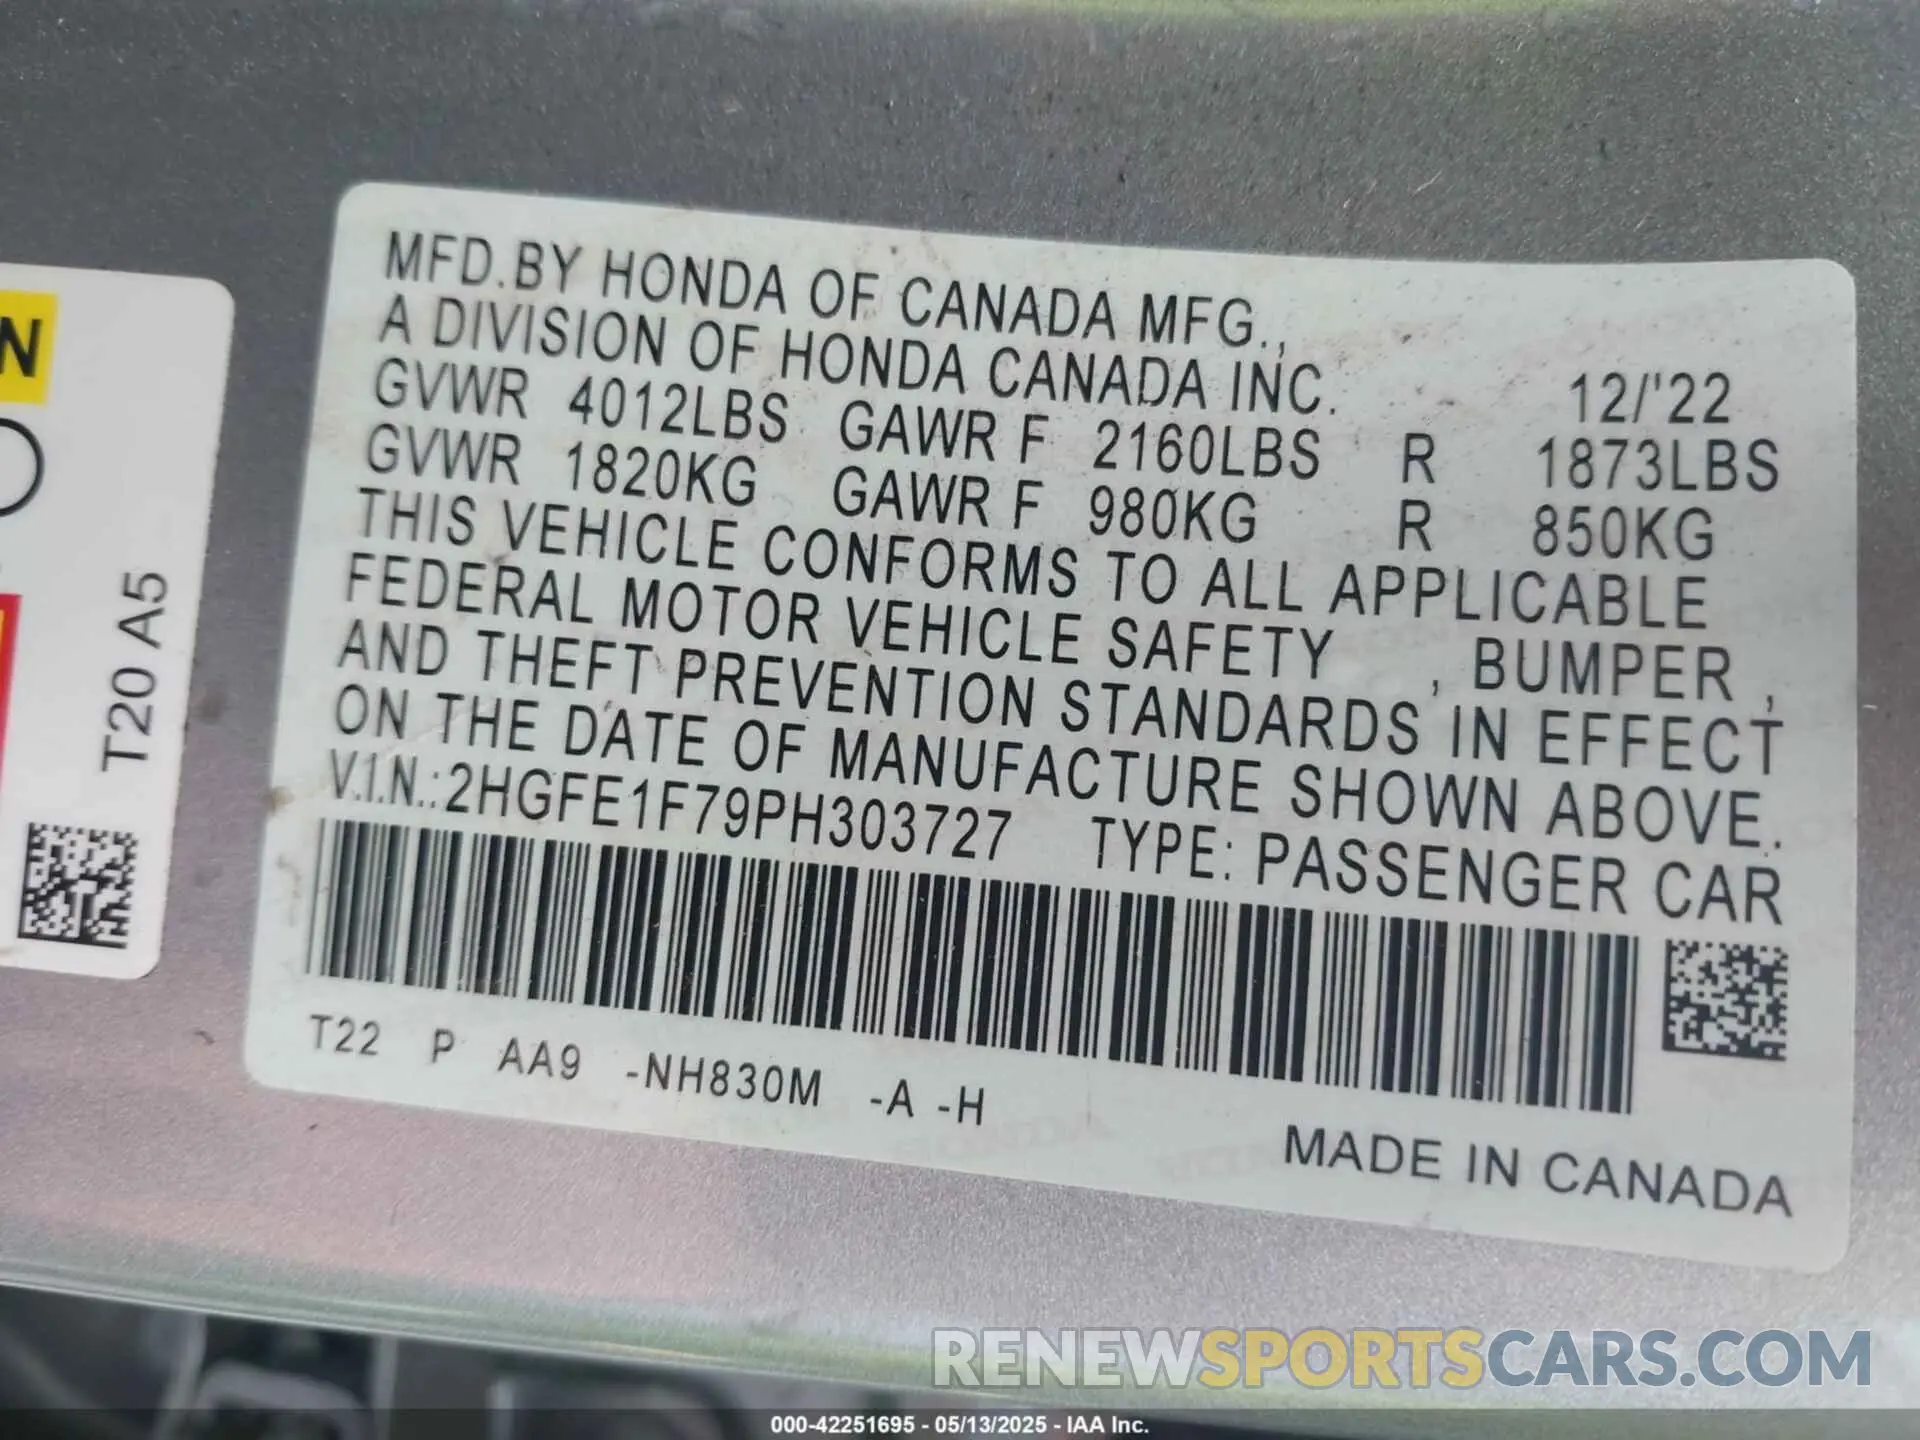 MFD.BY HONDA OF CANADA MFG.,
A DIVISION OF HONDA CANADA INC. 12/'22
GVWR 4012LBS GAWR F 2160LBS R 1873LBS
GVWR 1820KG GAWR F 980KG R 850KG
THIS VEHICLE CONFORMS TO ALL APPLICABLE
FEDERAL MOTOR VEHICLE SAFETY , BUMPER ,
AND THEFT PREVENTION STANDARDS IN EFFECT
ON THE DATE OF MANUFACTURE SHOWN ABOVE.
V.I.N.:2HGFE1F79PH303727 TYPE: PASSENGER CAR
T22 P AA9 -NH830M -A -H
MADE IN CANADA
N
T20 A5
RENEWSPORTSCARS.COM
000-42251695 - 05/13/2025 - IAA Inc.